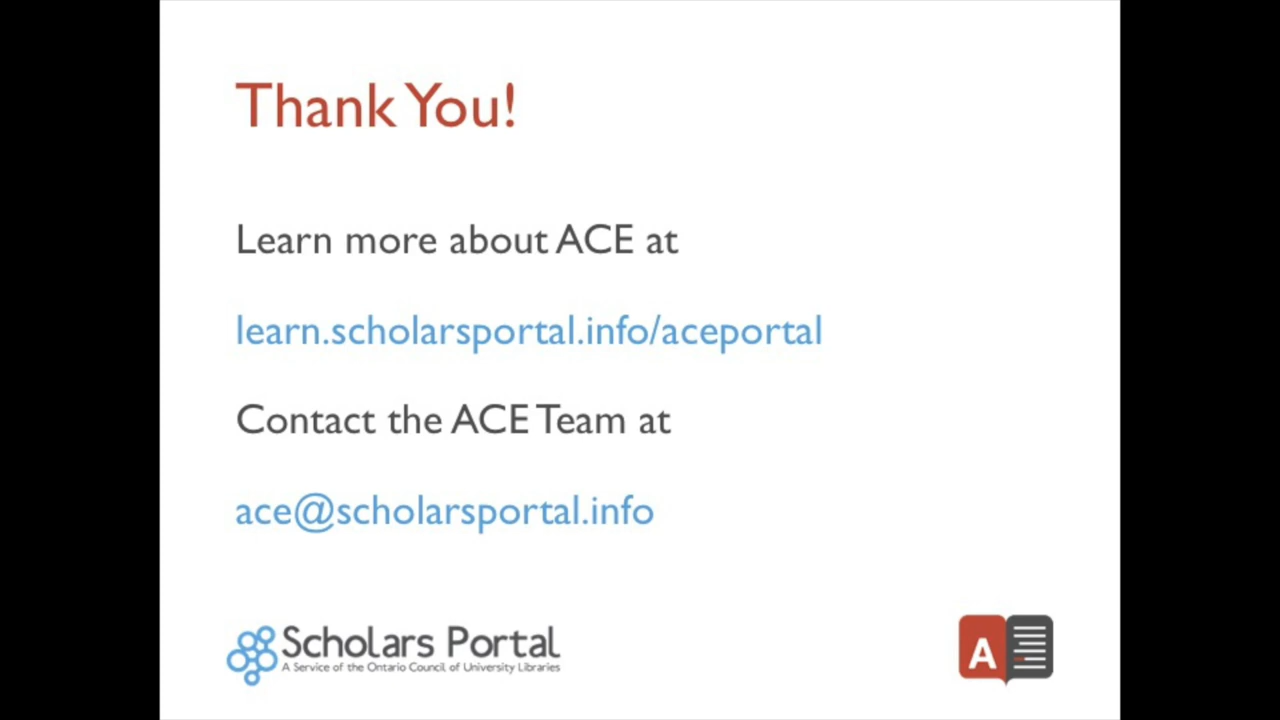 Thank You!
Learn more about ACE at
learn.scholarsportal.info/aceportal
Contact the ACE Team at
ace@scholarsportal.info
Scholars Portal
A Service of the Ontario Council of University Libraries
A